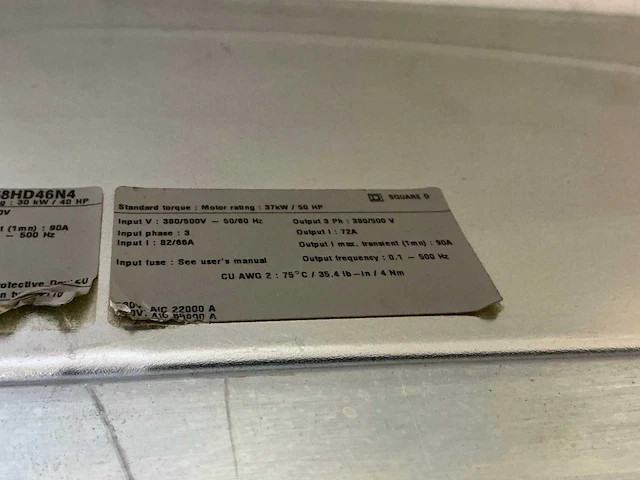 8HD46N4
g : 30 kW / 40 HP
0V
t (1mn) : 90A
— 500 Hz
SQUARE D
Standard torque : Motor rating : 37kW / 50 HP
Input V : 380/500V — 50/60 Hz
Output 3 Ph : 380/500 V
Input phase : 3
Output I : 72A
Input I : 82/66A
Output I max. transient (1mn) : 90A
Input fuse : See user's manual
Output frequency : 0.1 — 500 Hz
CU AWG 2 : 75°C / 35,4 lb-in / 4 Nm
AIC 22000 A